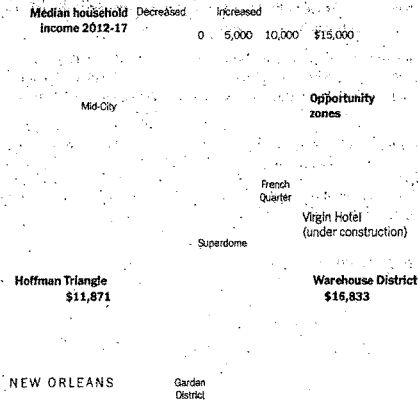 Median household Decreased Increased
income 2012-17
0 5,000 10,000 $15,000
Mid-City
Opportunity
zones
French
Quarter
Virgin Hotel
(under construction)
Superdome
Hoffman Triangle
$11,871
Warehouse District
$16,833
NEW ORLEANS
Garden
District